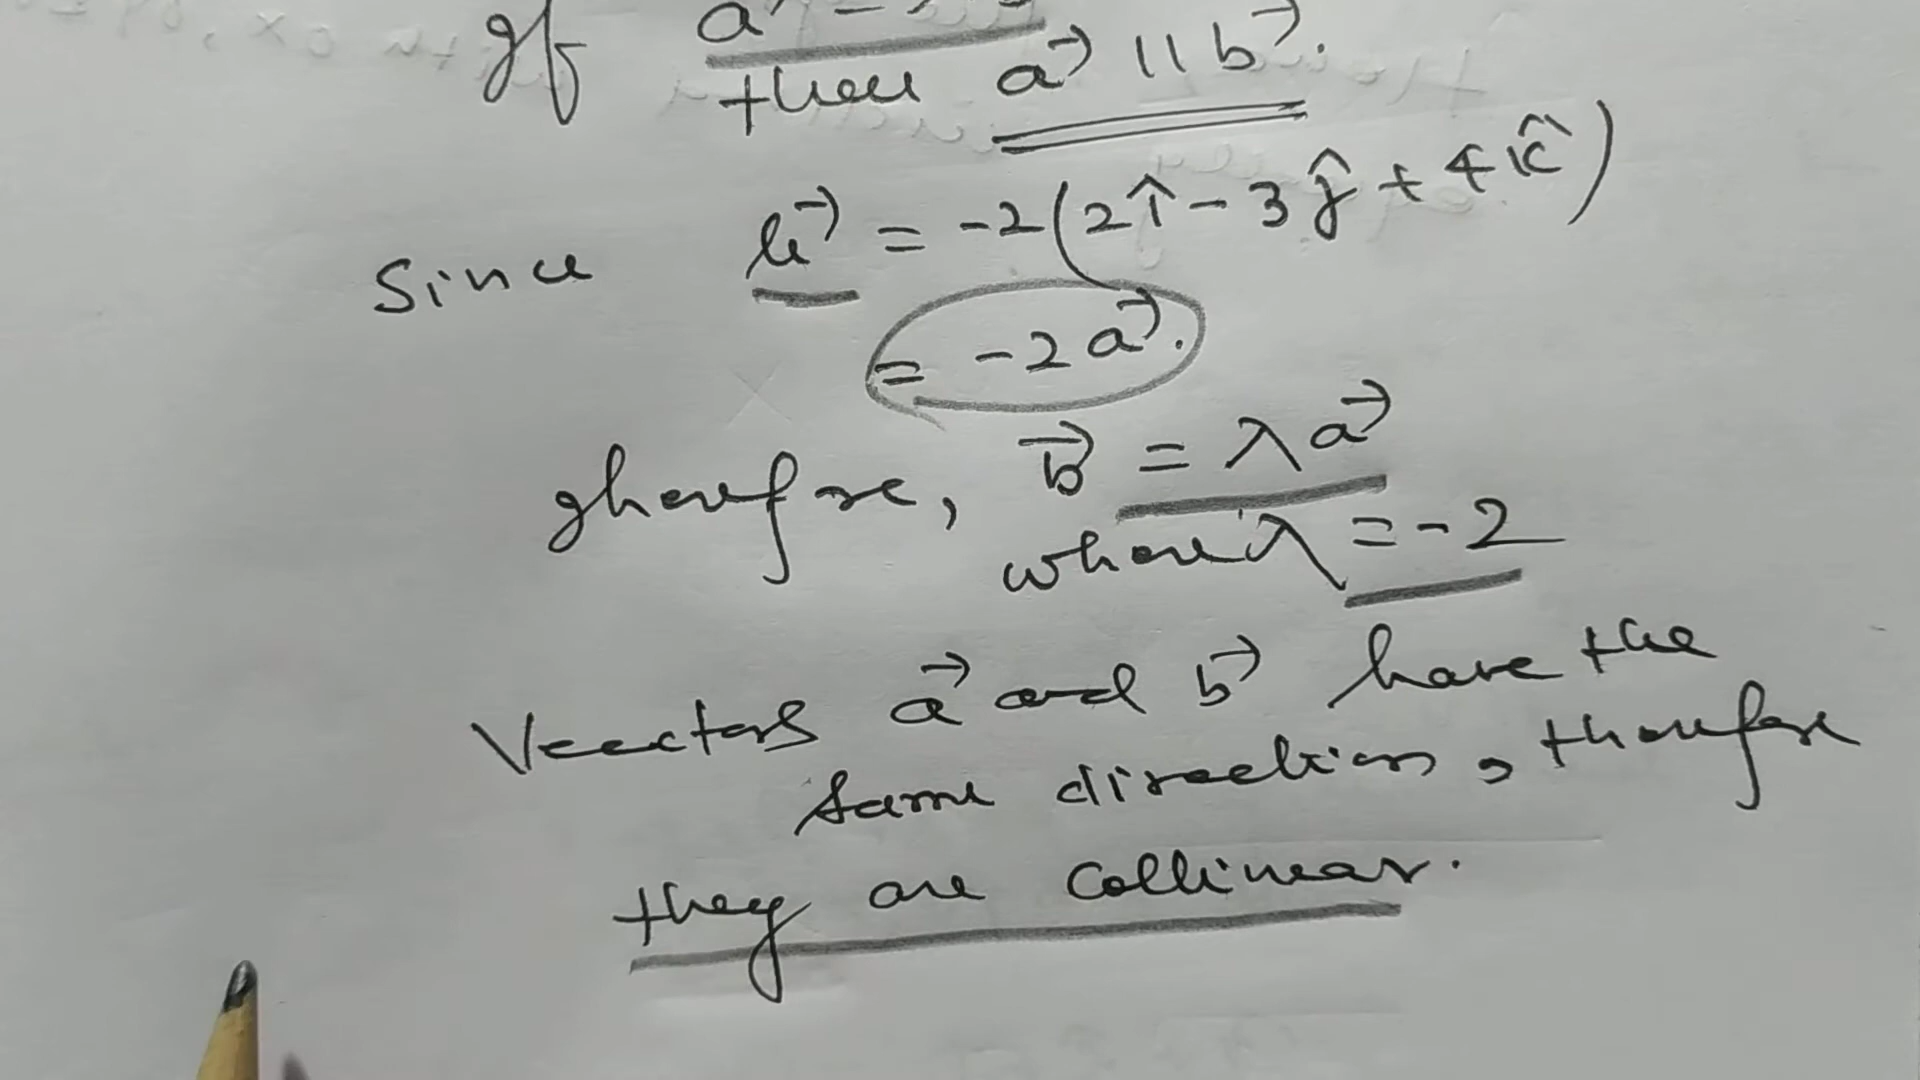 If a⃗ =
then a⃗ || b⃗.
Since b⃗ = -2(2î - 3ĵ + 4k̂)
= -2a⃗.
Therefore, b⃗ = λa⃗
where λ = -2
Vectors a⃗ and b⃗ have the
same direction, therefore
they are collinear.